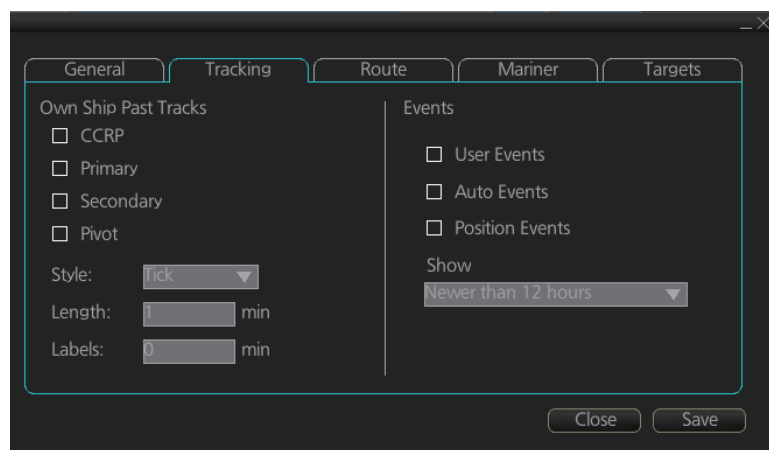 General
Tracking
Route
Mariner
Targets
Own Ship Past Tracks
CCRP
Primary
Secondary
Pivot
Style: Tick
Length: 1 min
Labels: 0 min
Events
User Events
Auto Events
Position Events
Show
Newer than 12 hours
Close
Save